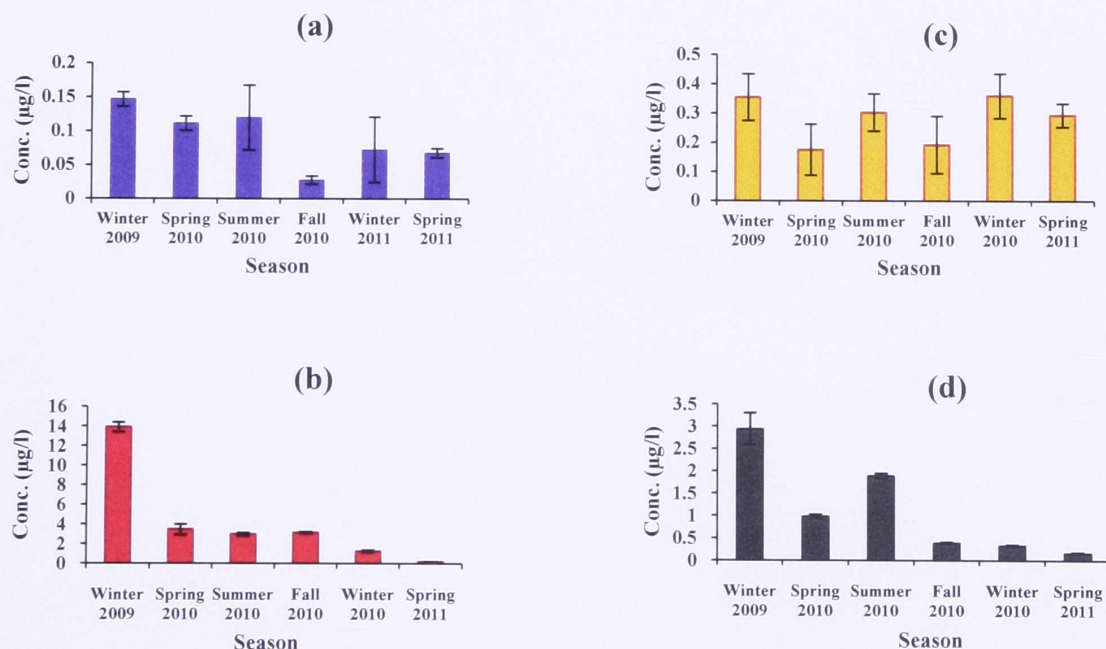 (a)
Conc. (µg/l)
0.2
0.15
0.1
0.05
0
Winter Spring Summer Fall Winter Spring
2009 2010 2010 2010 2011 2011
Season
(c)
Conc. (µg/l)
0.5
0.4
0.3
0.2
0.1
0
Winter Spring Summer Fall Winter Spring
2009 2010 2010 2010 2010 2011
Season
(b)
Conc. (µg/l)
16
14
12
10
8
6
4
2
0
Winter Spring Summer Fall Winter Spring
2009 2010 2010 2010 2010 2011
Season
(d)
Conc. (µg/l)
3.5
3
2.5
2
1.5
1
0.5
0
Winter Spring Summer Fall Winter Spring
2009 2010 2010 2010 2010 2011
Season